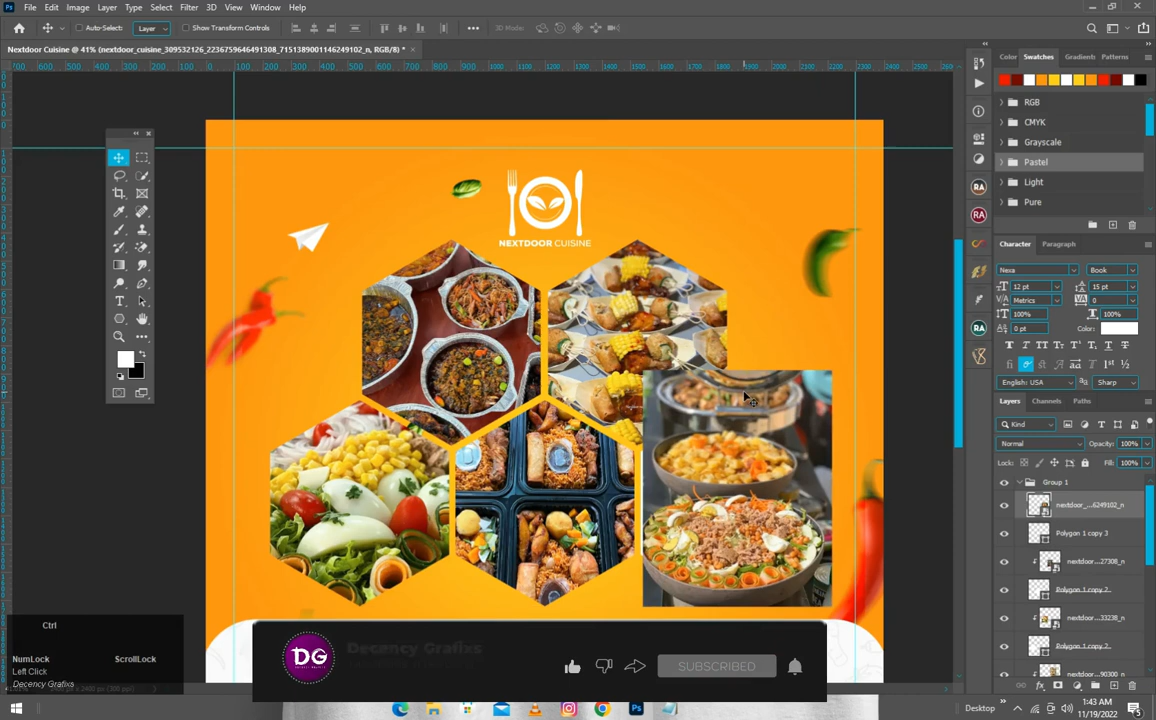 Ps File Edit Image Layer Type Select Filter 3D View Window Help
Auto-Select: Layer Show Transform Controls 3D Mode:
Nextdoor Cuisine @ 41% (nextdoor_cuisine_309532126_2236759646491308_7151389001146249102_n, RGB/8) *
NEXTDOOR CUISINE
Color Swatches Gradients Patterns
RGB
CMYK
Grayscale
Pastel
Light
Pure
Character Paragraph
Nexa Book
12 pt 15 pt
Metrics 0
100% 100%
0 pt Color:
English: USA Sharp
Layers Channels Paths
Kind
Normal Opacity: 100%
Lock: Fill: 100%
Group 1
nextdoor_...6249102_n
Polygon 1 copy 3
nextdoor...27308_n
Polygon 1 copy 2
nextdoor...33238_n
Polygon 1 copy 2
nextdoor...90300_n
Ctrl
NumLock ScrollLock
Left Click
Decency Grafixs
DG
Decency Grafixs
SUBSCRIBED
Desktop
1:43 AM
11/19/2022